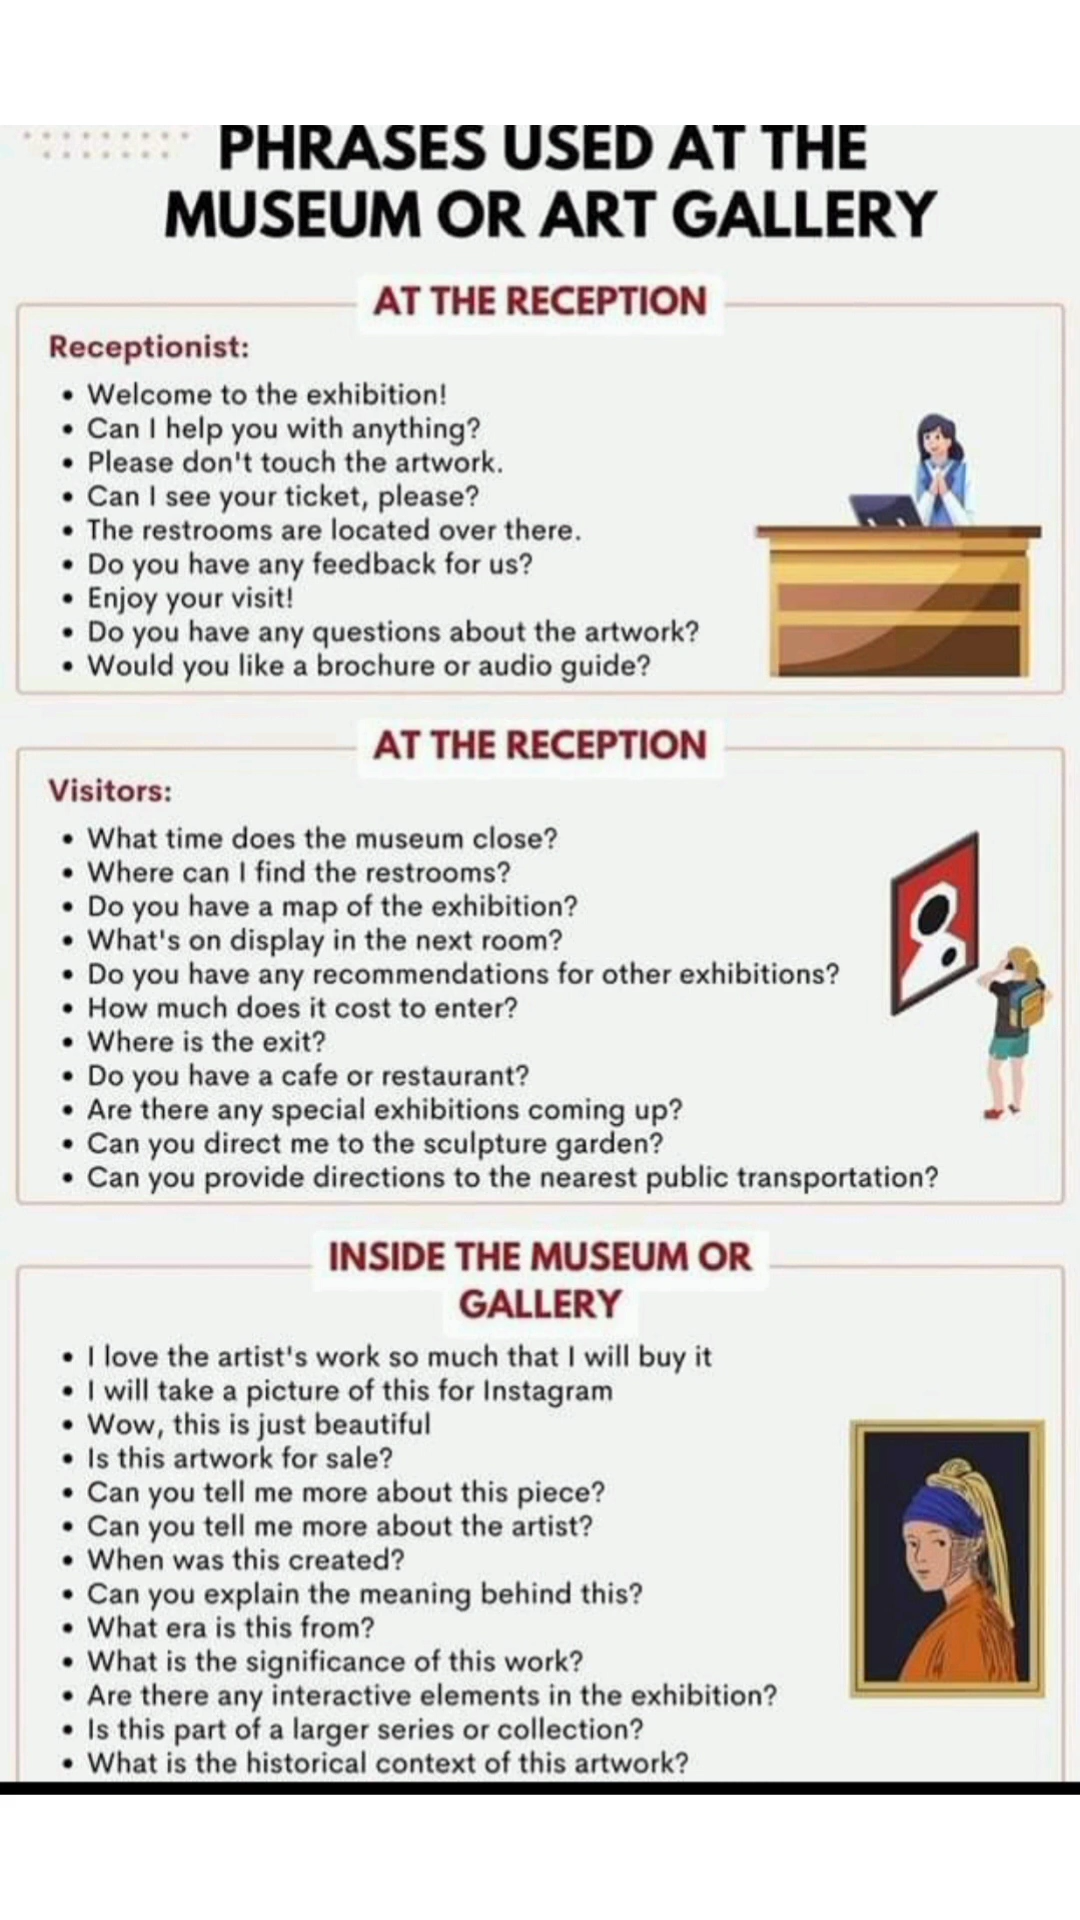 PHRASES USED AT THE
MUSEUM OR ART GALLERY
AT THE RECEPTION
Receptionist:
• Welcome to the exhibition!
• Can I help you with anything?
• Please don't touch the artwork.
• Can I see your ticket, please?
• The restrooms are located over there.
• Do you have any feedback for us?
• Enjoy your visit!
• Do you have any questions about the artwork?
• Would you like a brochure or audio guide?
AT THE RECEPTION
Visitors:
• What time does the museum close?
• Where can I find the restrooms?
• Do you have a map of the exhibition?
• What's on display in the next room?
• Do you have any recommendations for other exhibitions?
• How much does it cost to enter?
• Where is the exit?
• Do you have a cafe or restaurant?
• Are there any special exhibitions coming up?
• Can you direct me to the sculpture garden?
• Can you provide directions to the nearest public transportation?
INSIDE THE MUSEUM OR
GALLERY
• I love the artist's work so much that I will buy it
• I will take a picture of this for Instagram
• Wow, this is just beautiful
• Is this artwork for sale?
• Can you tell me more about this piece?
• Can you tell me more about the artist?
• When was this created?
• Can you explain the meaning behind this?
• What era is this from?
• What is the significance of this work?
• Are there any interactive elements in the exhibition?
• Is this part of a larger series or collection?
• What is the historical context of this artwork?